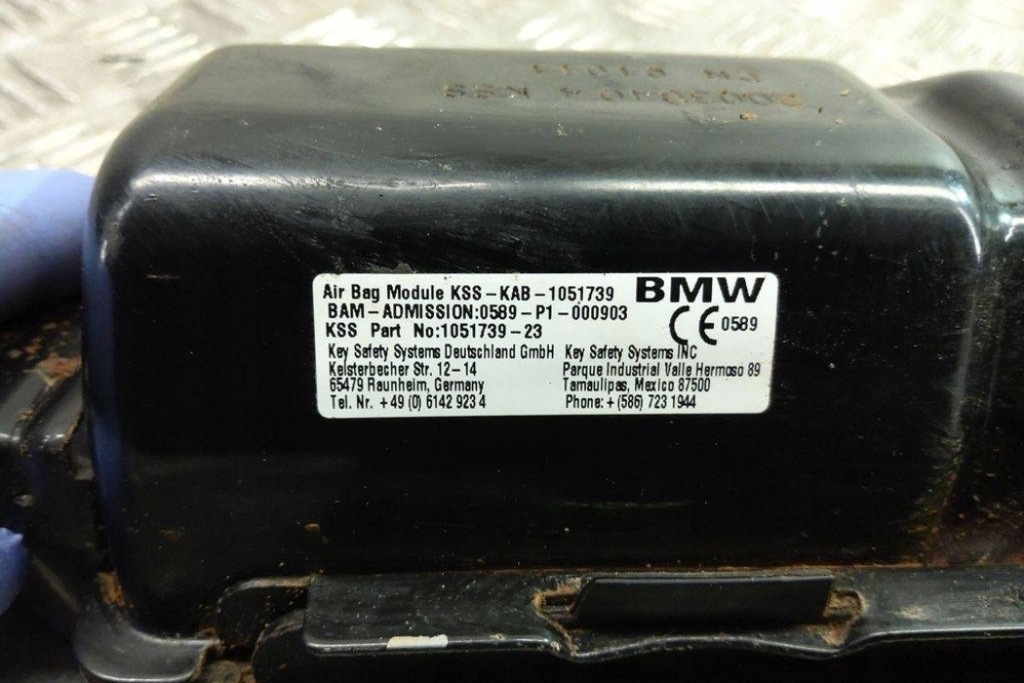 Air Bag Module KSS-KAB-1051739
BMW
BAM-ADMISSION:0589-P1-000903
CE 0589
KSS Part No:1051739-23
Key Safety Systems Deutschland GmbH
Kelsterbecher Str. 12-14
65479 Raunheim, Germany
Tel. Nr. +49 (0) 6142 923 4
Key Safety Systems INC
Parque Industrial Valle Hermoso 89
Tamaulipas, Mexico 87500
Phone: + (586) 723 1944